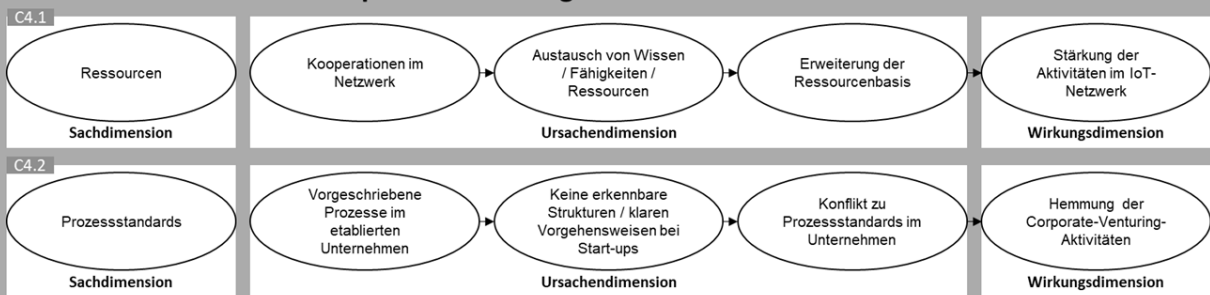 C4.1
Ressourcen
Kooperationen im
Netzwerk
Austausch von Wissen
/ Fähigkeiten /
Ressourcen
Erweiterung der
Ressourcenbasis
Stärkung der
Aktivitäten im IoT-
Netzwerk
Sachdimension
Ursachendimension
Wirkungsdimension
C4.2
Prozessstandards
Vorgeschriebene
Prozesse im
etablierten
Unternehmen
Keine erkennbare
Strukturen / klaren
Vorgehensweisen bei
Start-ups
Konflikt zu
Prozessstandards im
Unternehmen
Hemmung der
Corporate-Venturing-
Aktivitäten
Sachdimension
Ursachendimension
Wirkungsdimension